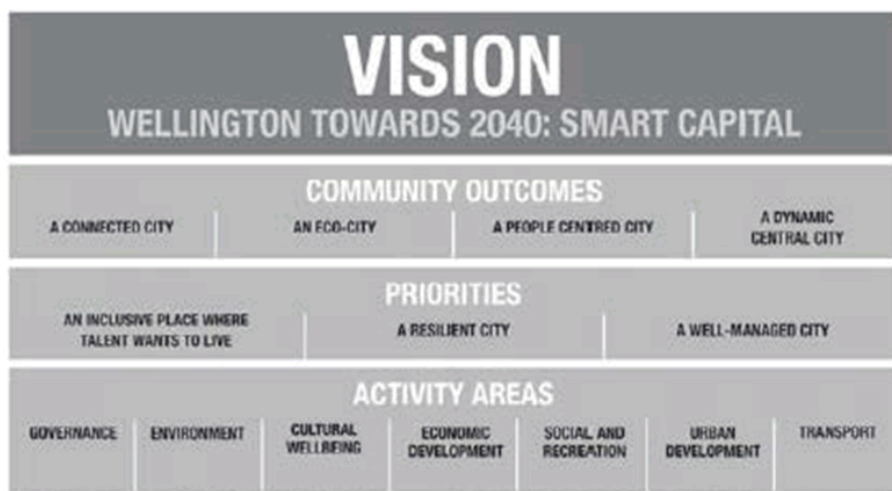 VISION
WELLINGTON TOWARDS 2040: SMART CAPITAL
COMMUNITY OUTCOMES
A CONNECTED CITY
AN ECO-CITY
A PEOPLE CENTRED CITY
A DYNAMIC
CENTRAL CITY
PRIORITIES
AN INCLUSIVE PLACE WHERE
TALENT WANTS TO LIVE
A RESILIENT CITY
A WELL-MANAGED CITY
ACTIVITY AREAS
GOVERNANCE
ENVIRONMENT
CULTURAL
WELLBEING
ECONOMIC
DEVELOPMENT
SOCIAL AND
RECREATION
URBAN
DEVELOPMENT
TRANSPORT